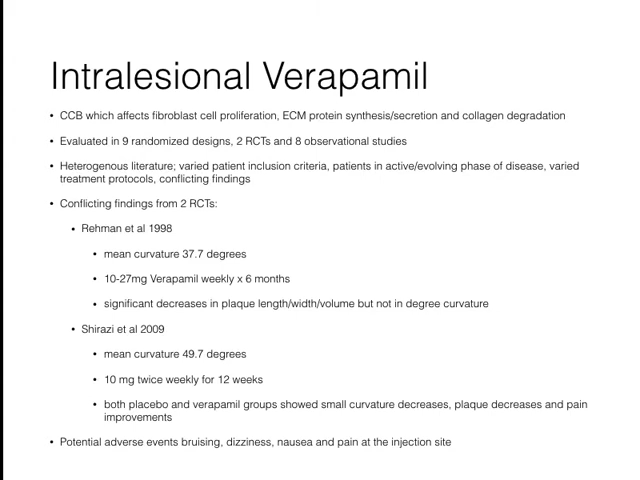 Intralesional Verapamil
• CCB which affects fibroblast cell proliferation, ECM protein synthesis/secretion and collagen degradation
• Evaluated in 9 randomized designs, 2 RCTs and 8 observational studies
• Heterogenous literature; varied patient inclusion criteria, patients in active/evolving phase of disease, varied
treatment protocols, conflicting findings
• Conflicting findings from 2 RCTs:
• Rehman et al 1998
• mean curvature 37.7 degrees
• 10-27mg Verapamil weekly x 6 months
• significant decreases in plaque length/width/volume but not in degree curvature
• Shirazi et al 2009
• mean curvature 49.7 degrees
• 10 mg twice weekly for 12 weeks
• both placebo and verapamil groups showed small curvature decreases, plaque decreases and pain
improvements
• Potential adverse events bruising, dizziness, nausea and pain at the injection site